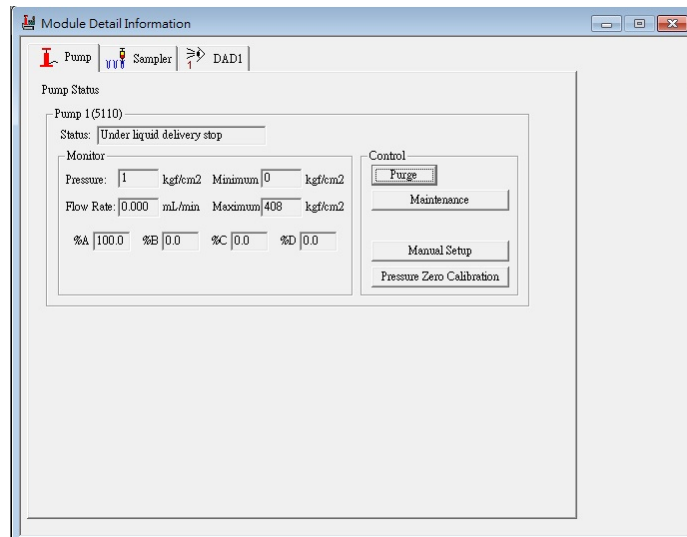 Module Detail Information
Pump Sampler 1 DAD1
Pump Status
Pump 1(5110)
Status: Under liquid delivery stop
Monitor
Pressure: 1 kgf/cm2 Minimum 0 kgf/cm2
Flow Rate: 0.000 mL/min Maximum 408 kgf/cm2
%A 100.0 %B 0.0 %C 0.0 %D 0.0
Control
Purge
Maintenance
Manual Setup
Pressure Zero Calibration